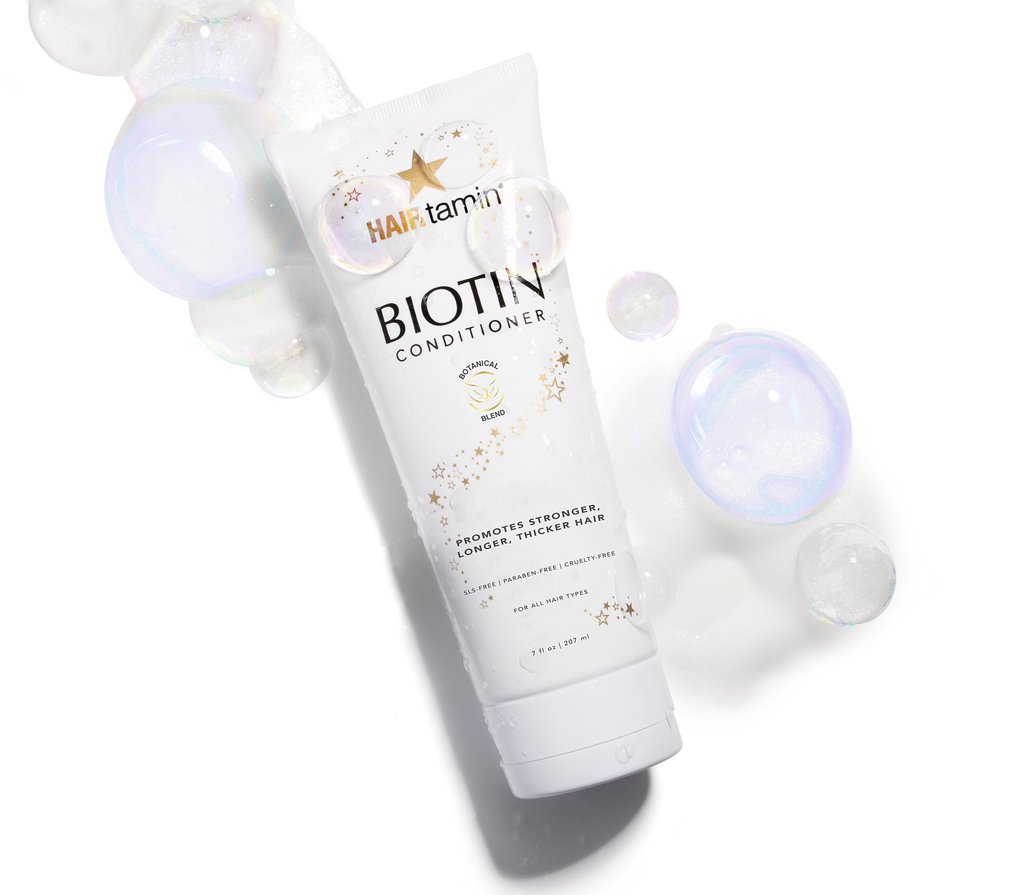 HAIRtamin®
BIOTIN
CONDITIONER
BOTANICAL
BLEND
PROMOTES STRONGER,
LONGER, THICKER HAIR
SLS-FREE | PARABEN-FREE | CRUELTY-FREE
FOR ALL HAIR TYPES
7 fl oz | 207 ml